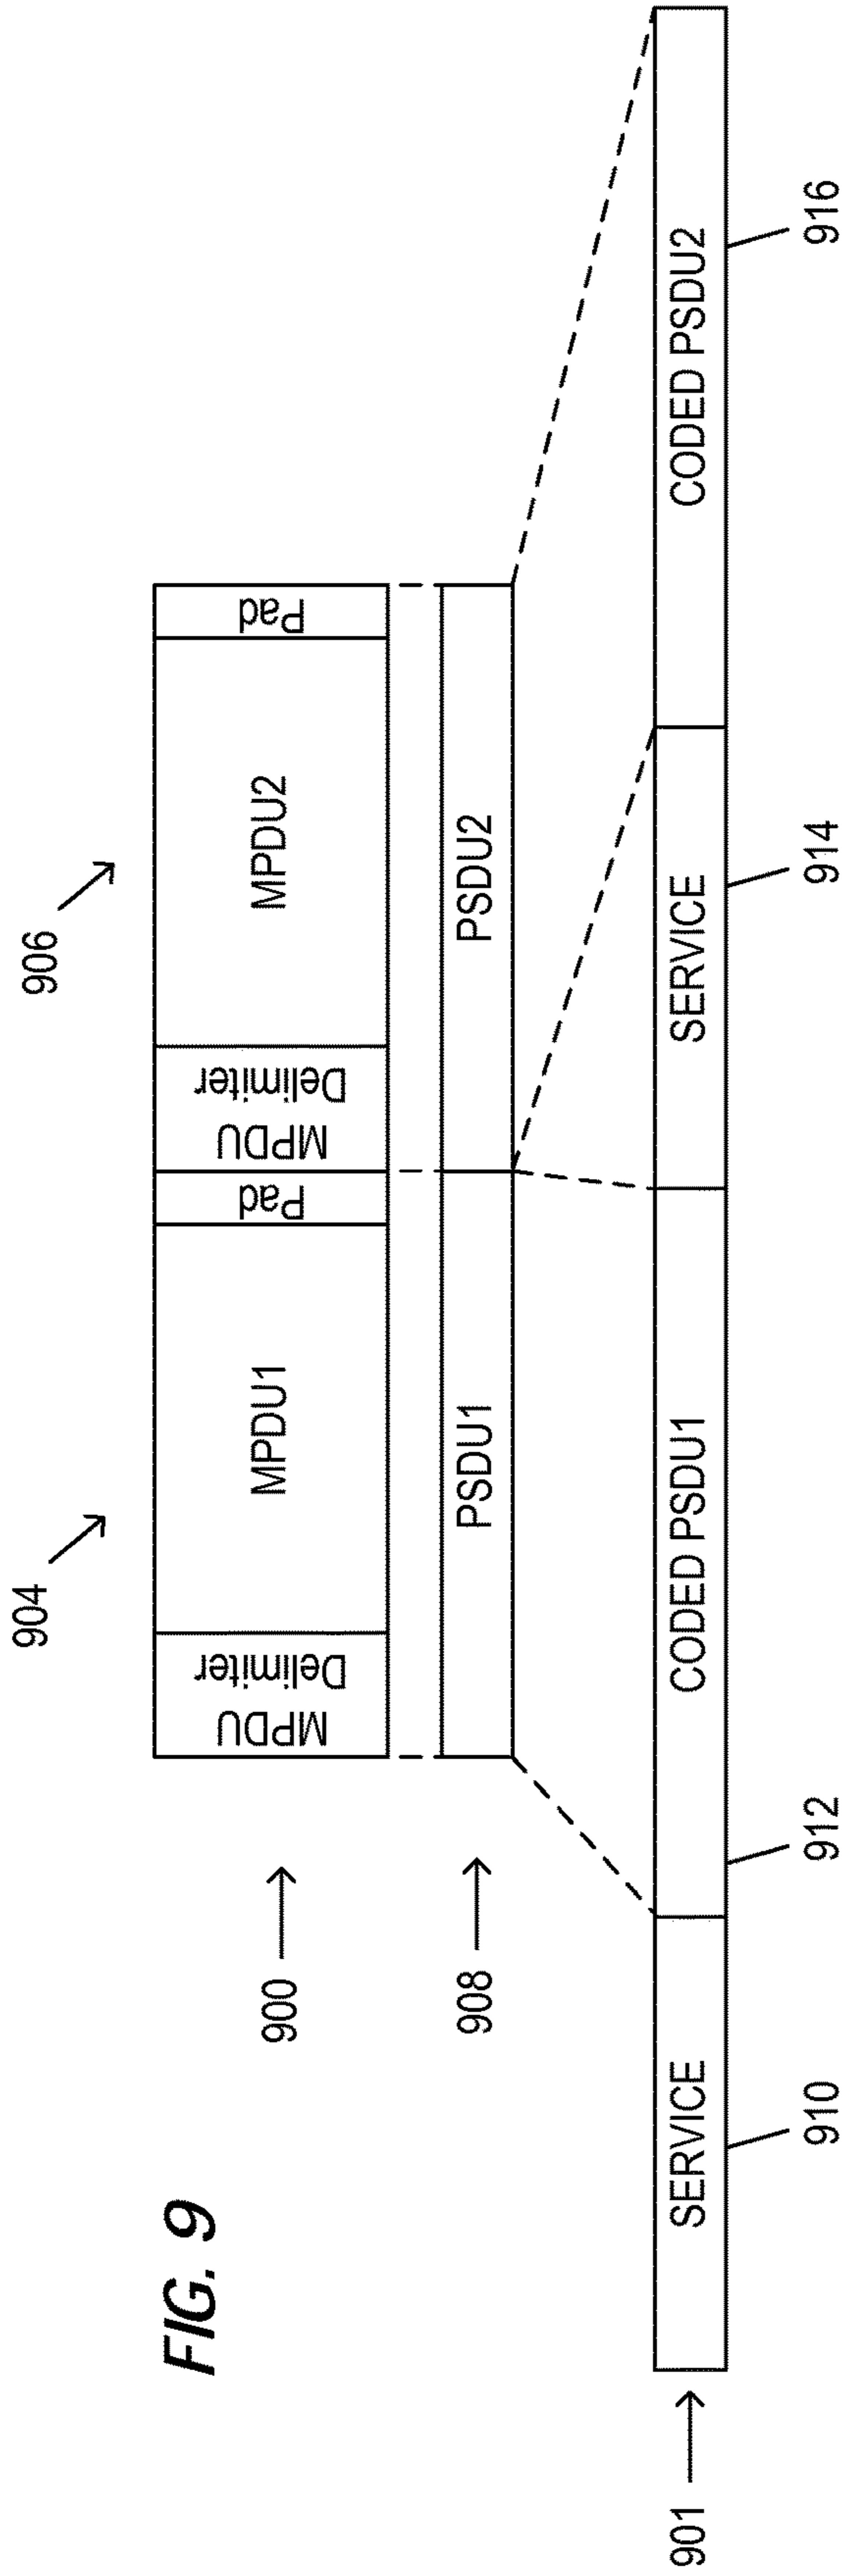 FIG. 9
904
906
900
MPDU
Delimiter
MPDU1
Pad
MPDU
Delimiter
MPDU2
Pad
908
PSDU1
PSDU2
901
SERVICE
CODED PSDU1
SERVICE
CODED PSDU2
910
912
914
916